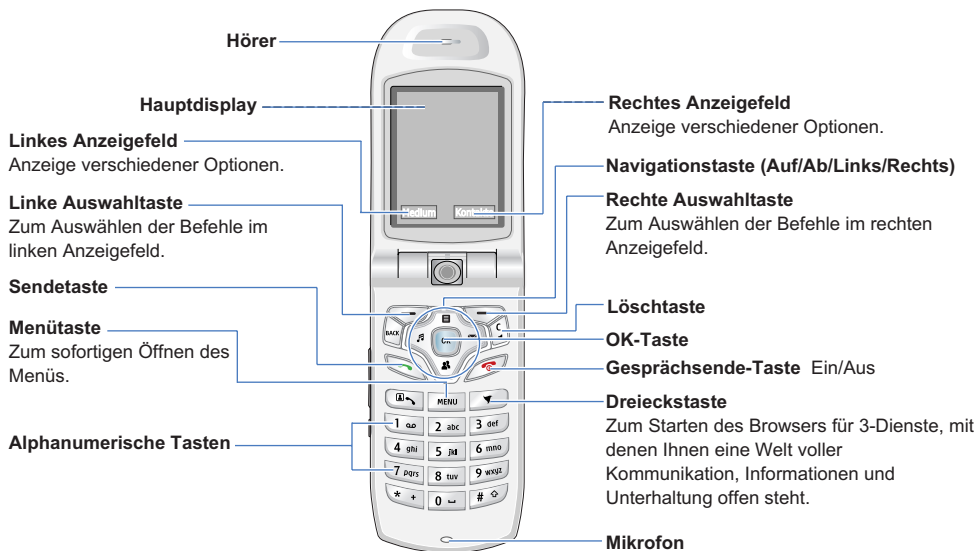 Hörer
Hauptdisplay
Linkes Anzeigefeld
Anzeige verschiedener Optionen.
Linke Auswahltaste
Zum Auswählen der Befehle im
linken Anzeigefeld.
Sendetaste
Menütaste
Zum sofortigen Öffnen des
Menüs.
Alphanumerische Tasten
Rechtes Anzeigefeld
Anzeige verschiedener Optionen.
Navigationstaste (Auf/Ab/Links/Rechts)
Rechte Auswahltaste
Zum Auswählen der Befehle im rechten
Anzeigefeld.
Löschtaste
OK-Taste
Gesprächsende-Taste Ein/Aus
Dreieckstaste
Zum Starten des Browsers für 3-Dienste, mit
denen Ihnen eine Welt voller
Kommunikation, Informationen und
Unterhaltung offen steht.
Mikrofon
Medium
BACK OK C
MENU
1 2 abc 3 def
4 ghi 5 jkl 6 mno
7 pqrs 8 tuv 9 wxyz
* + 0 #